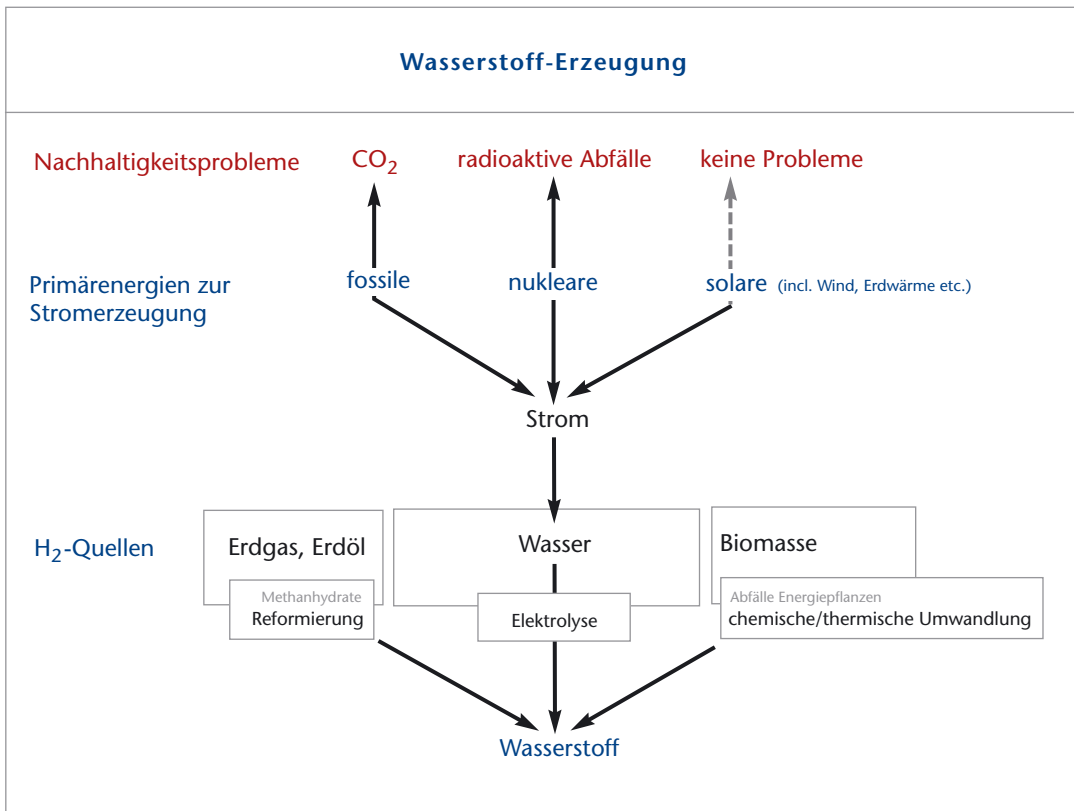 Wasserstoff-Erzeugung
Nachhaltigkeitsprobleme CO₂ radioaktive Abfälle keine Probleme
Primärenergien zur
Stromerzeugung
fossile nukleare solare (incl. Wind, Erdwärme etc.)
Strom
H₂-Quellen
Erdgas, Erdöl
Methanhydrate
Reformierung
Wasser
Elektrolyse
Biomasse
Abfälle Energiepflanzen
chemische/thermische Umwandlung
Wasserstoff